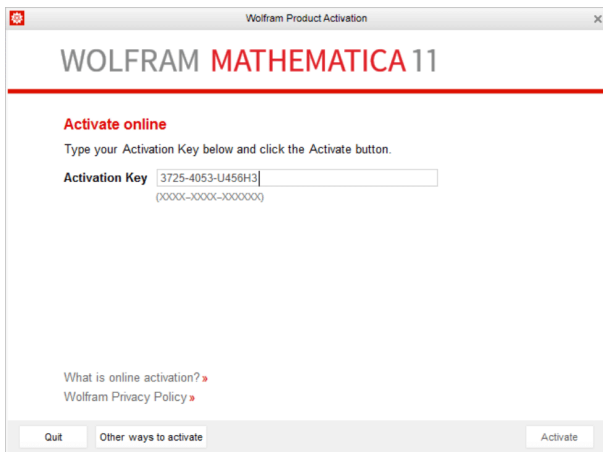 Wolfram Product Activation
WOLFRAM MATHEMATICA 11
Activate online
Type your Activation Key below and click the Activate button.
Activation Key 3725-4053-U456H3
(XXXX-XXXX-XXXXXX)
What is online activation? »
Wolfram Privacy Policy »
Quit Other ways to activate Activate